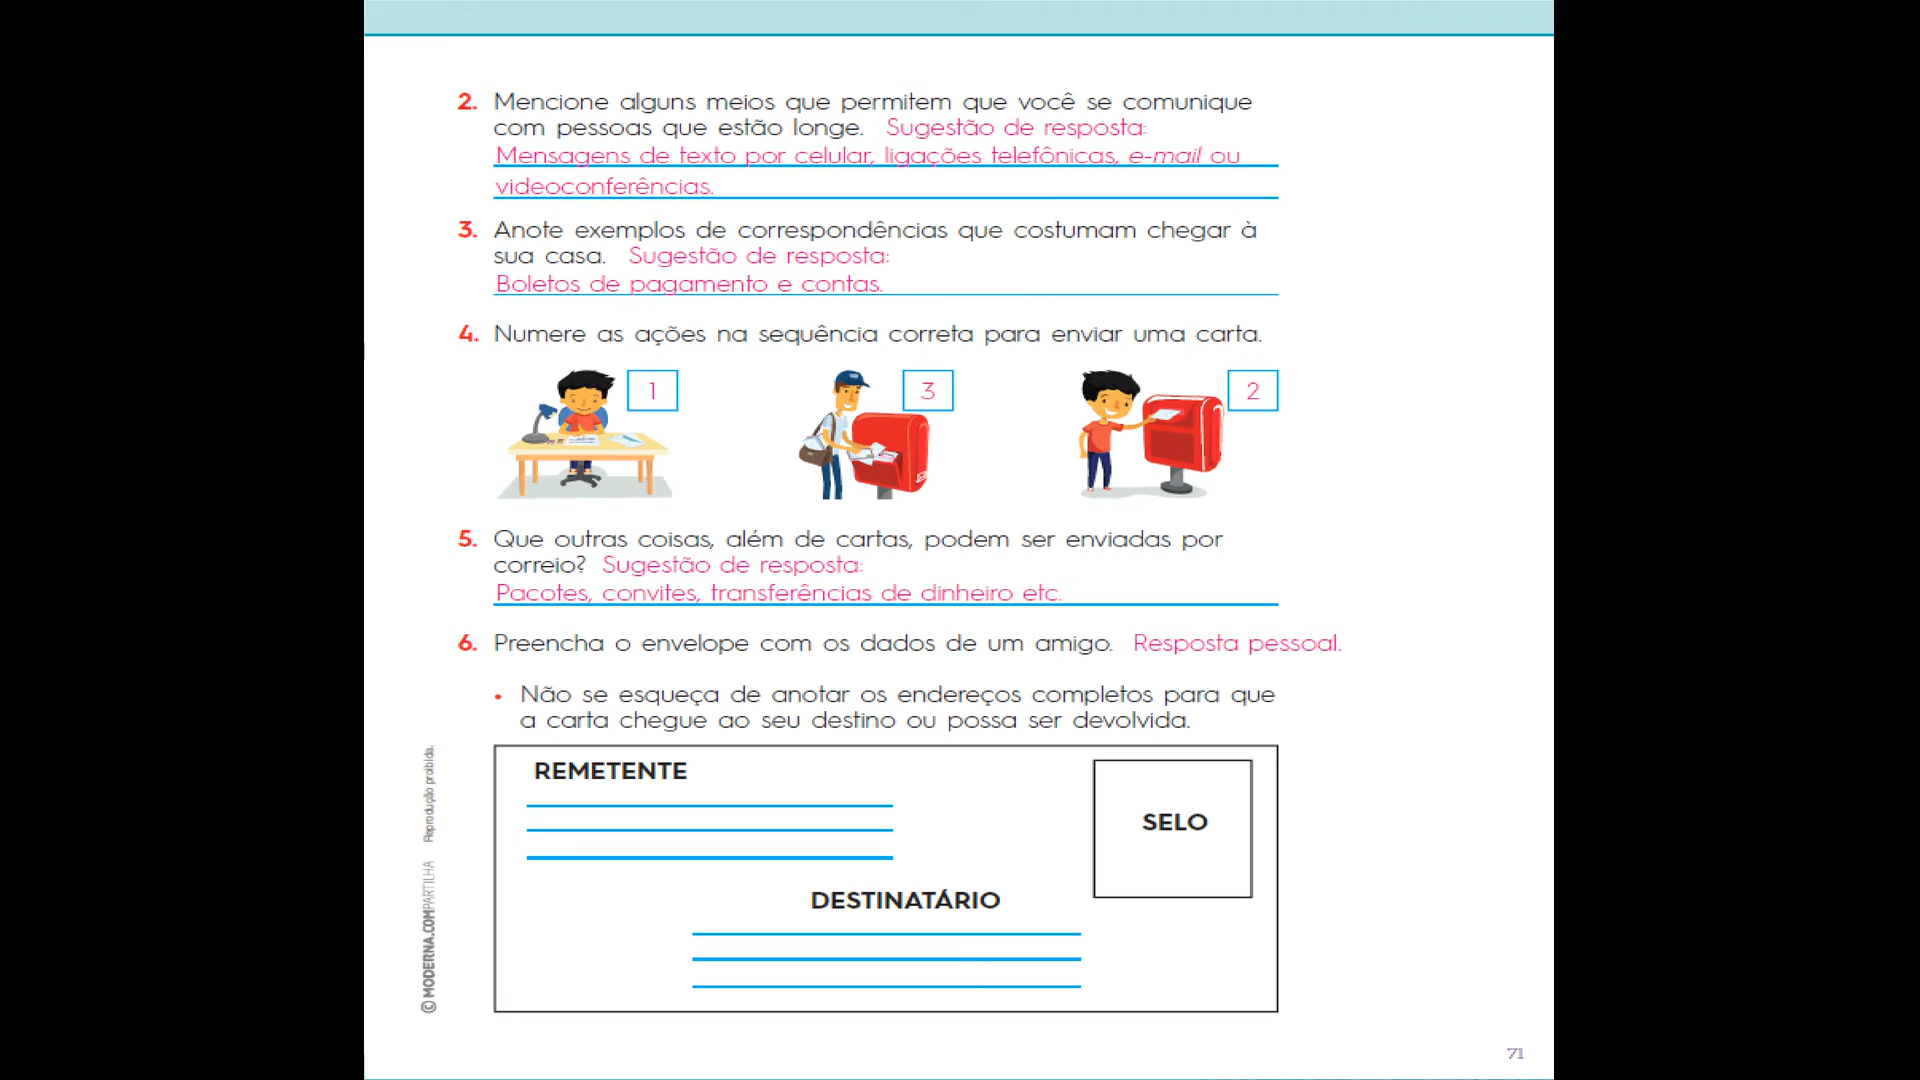 2. Mencione alguns meios que permitem que você se comunique
com pessoas que estão longe. Sugestão de resposta:
Mensagens de texto por celular, ligações telefônicas, e-mail ou
videoconferências.
3. Anote exemplos de correspondências que costumam chegar à
sua casa. Sugestão de resposta:
Boletos de pagamento e contas.
4. Numere as ações na sequência correta para enviar uma carta.
1
3
2
5. Que outras coisas, além de cartas, podem ser enviadas por
correio? Sugestão de resposta:
Pacotes, convites, transferências de dinheiro etc.
6. Preencha o envelope com os dados de um amigo. Resposta pessoal.
• Não se esqueça de anotar os endereços completos para que
a carta chegue ao seu destino ou possa ser devolvida.
REMETENTE
SELO
DESTINATÁRIO
© MODERNA.COMPARTILHA Reprodução proibida.
71